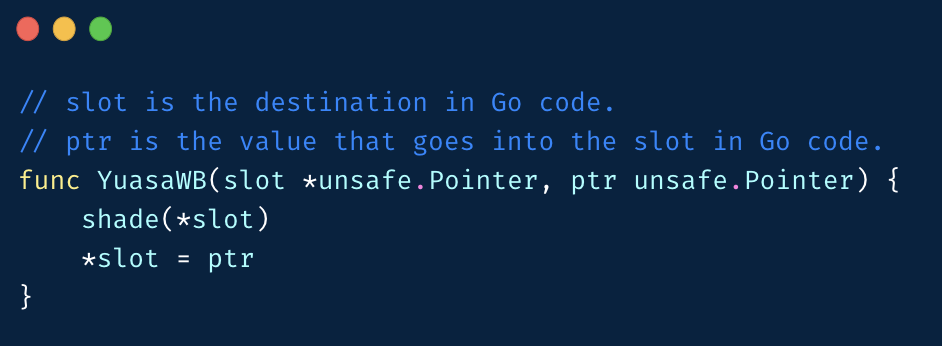 // slot is the destination in Go code.
// ptr is the value that goes into the slot in Go code.
func YuasaWB(slot *unsafe.Pointer, ptr unsafe.Pointer) {
    shade(*slot)
    *slot = ptr
}